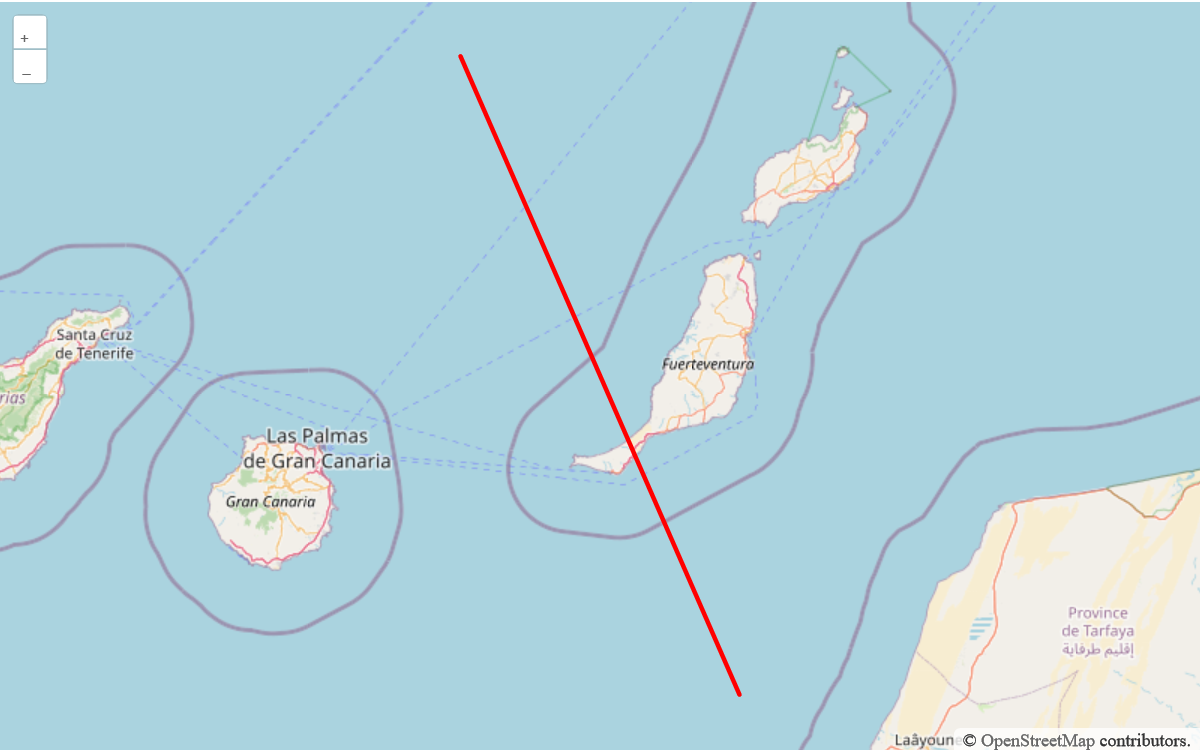 +
–
Santa Cruz
de Tenerife
Fuerteventura
rias
Las Palmas
de Gran Canaria
Gran Canaria
Province
de Tarfaya
إقليم طرفاية
Laâyoune
© OpenStreetMap contributors.